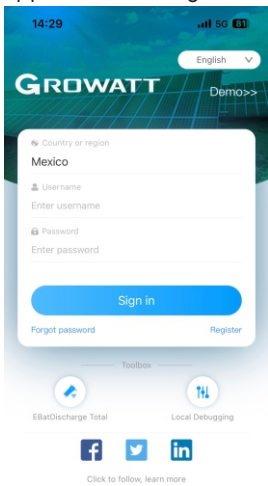 14:29 5G 81
English
GROWATT
Demo>>
Country or region
Mexico
Username
Enter username
Password
Enter password
Sign in
Forgot password Register
Toolbox
EBatDischarge Total Local Debugging
Click to follow, learn more